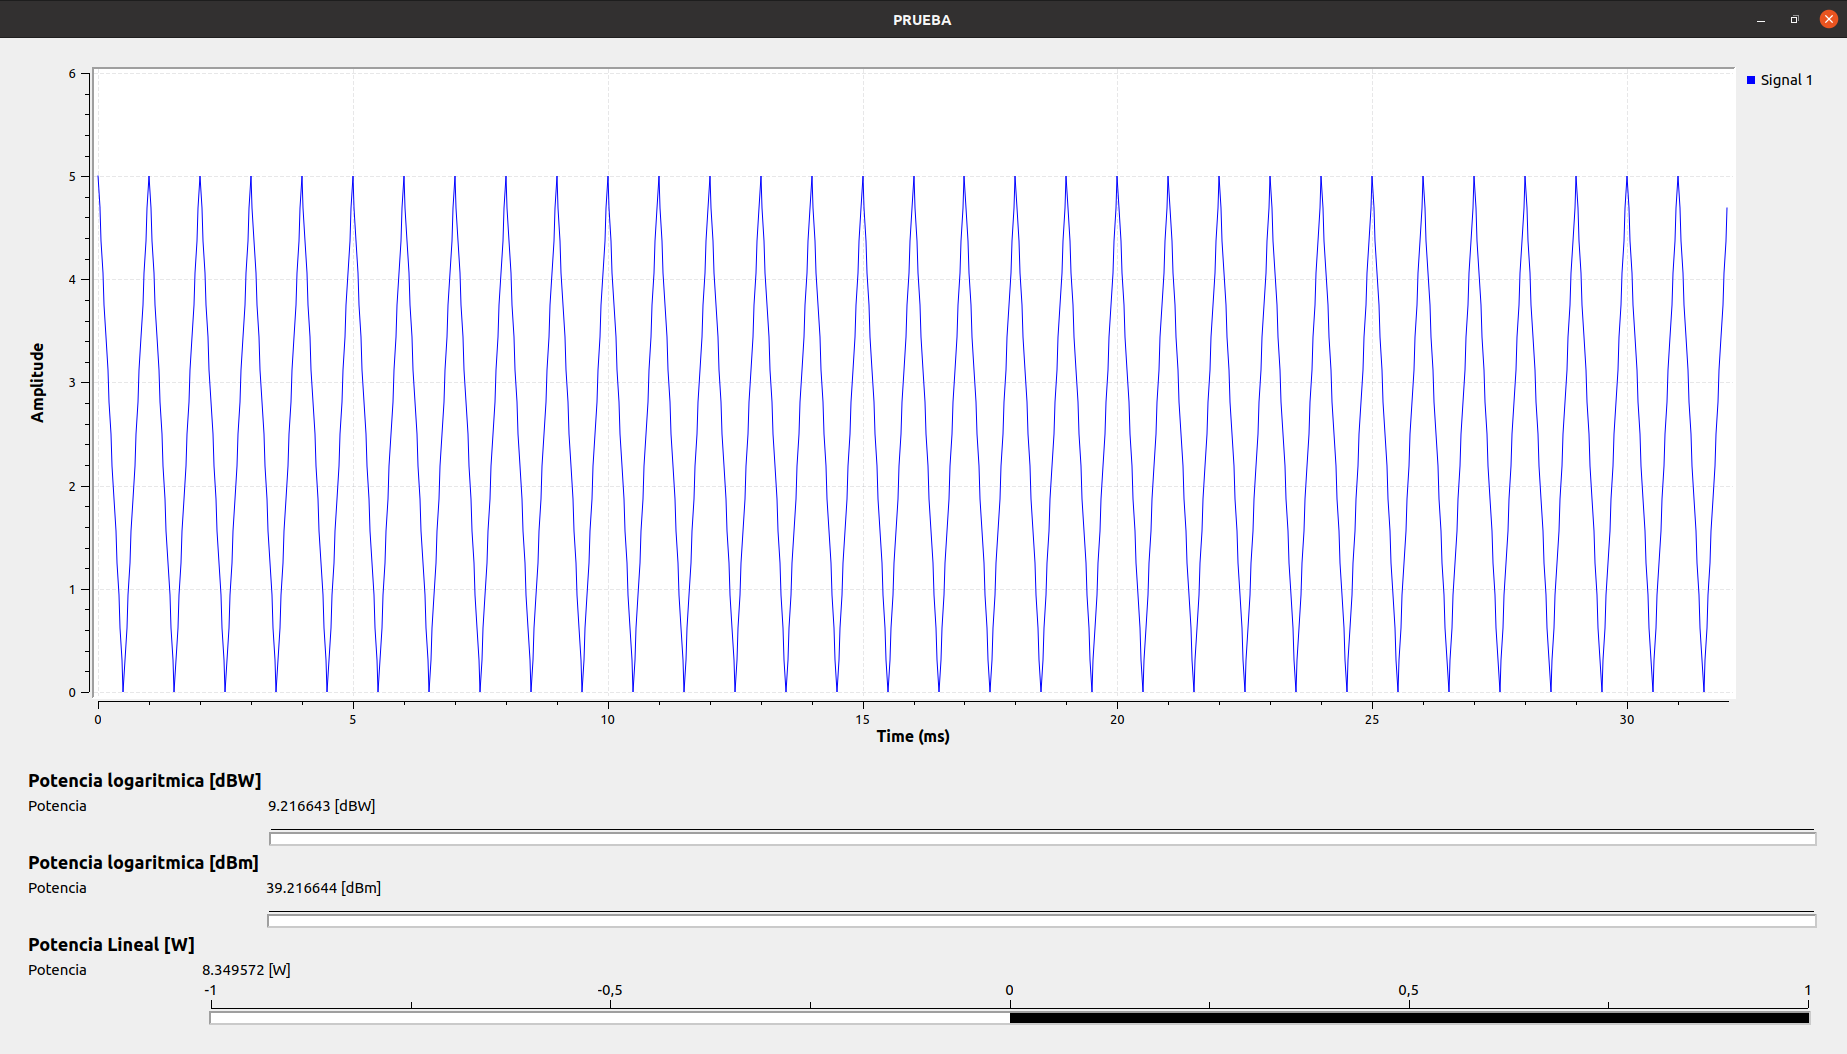 PRUEBA
Signal 1
6
5
4
3
2
1
0
Amplitude
0 5 10 15 20 25 30
Time (ms)
Potencia logaritmica [dBW]
Potencia 9.216643 [dBW]
Potencia logaritmica [dBm]
Potencia 39.216644 [dBm]
Potencia Lineal [W]
Potencia 8.349572 [W]
-1 -0,5 0 0,5 1